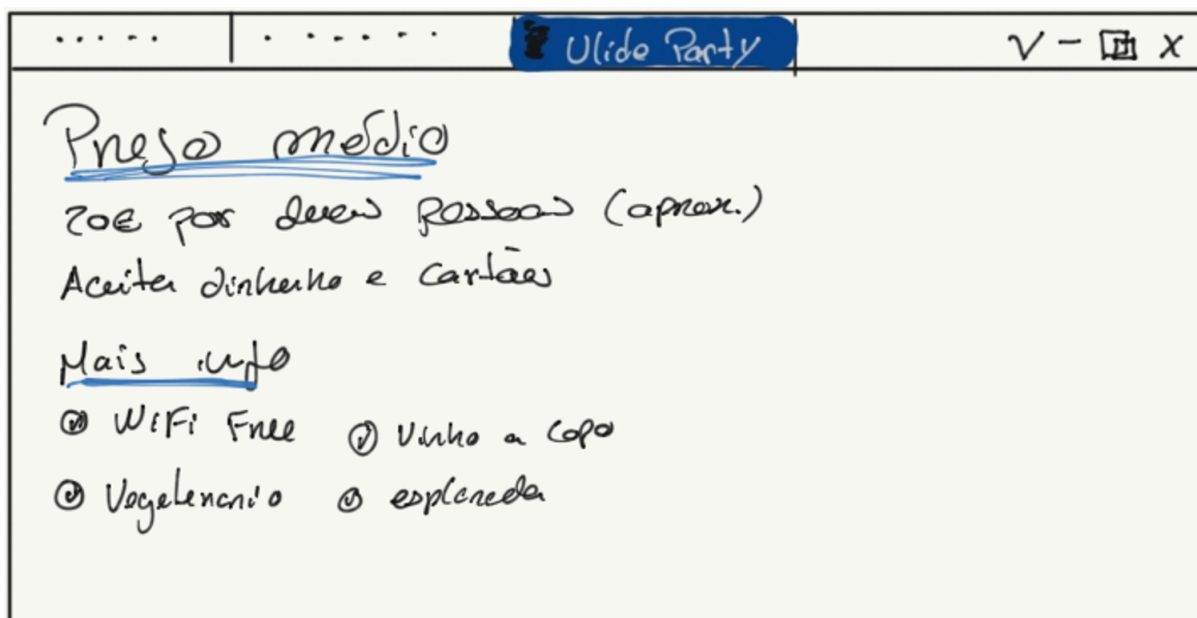 Ulide Party
Preço médio
20€ por duas pessoas (aprox.)
Aceita dinheiro e cartões
Mais info
WiFi Free Vinho a copo
Vegetariano esplanada